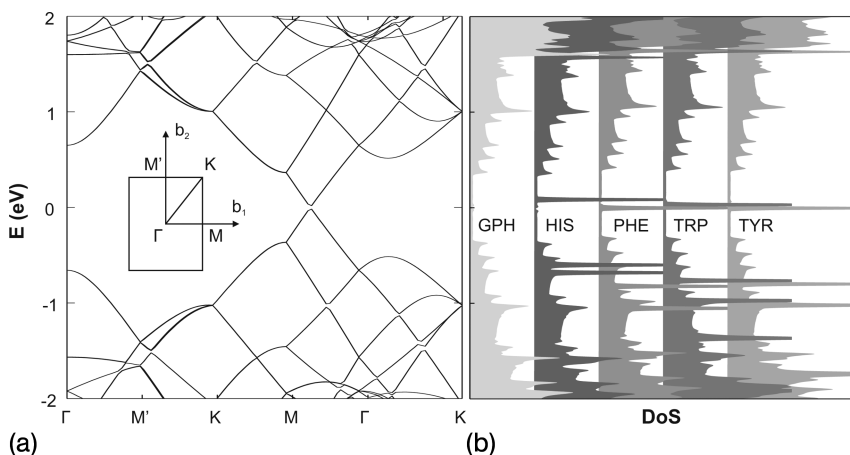 2
1
0
-1
-2
E (eV)
b₂
M'
K
b₁
Γ
M
Γ
M'
K
M
Γ
K
(a)
GPH
HIS
PHE
TRP
TYR
DoS
(b)